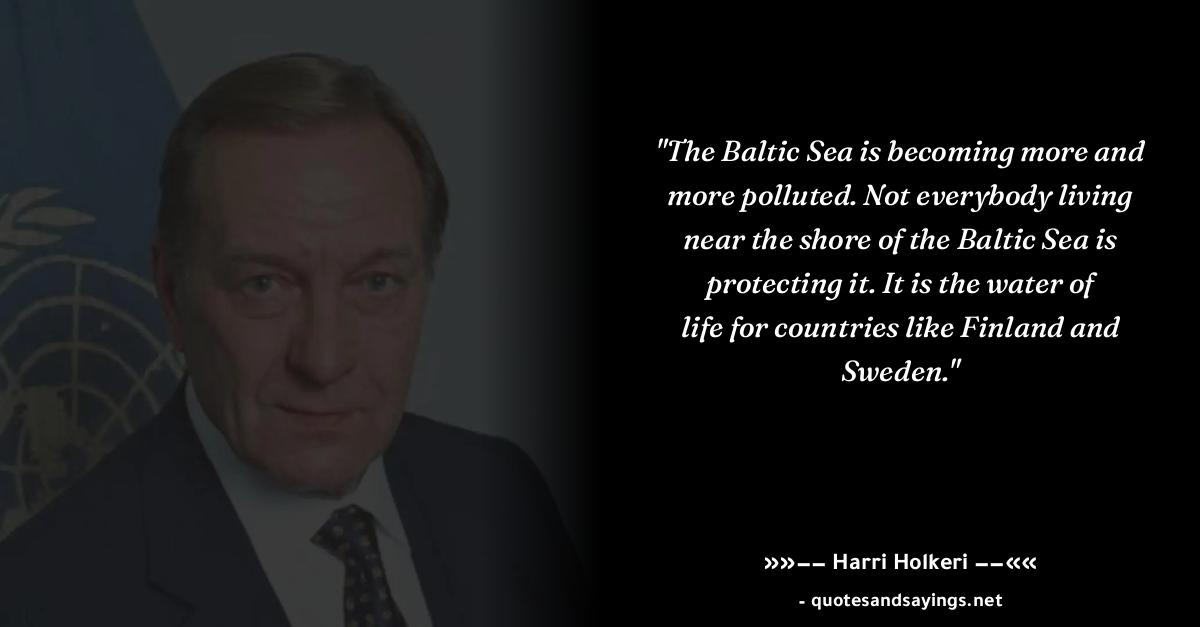 "The Baltic Sea is becoming more and
more polluted. Not everybody living
near the shore of the Baltic Sea is
protecting it. It is the water of
life for countries like Finland and
Sweden."
»»−− Harri Holkeri −−««
- quotesandsayings.net